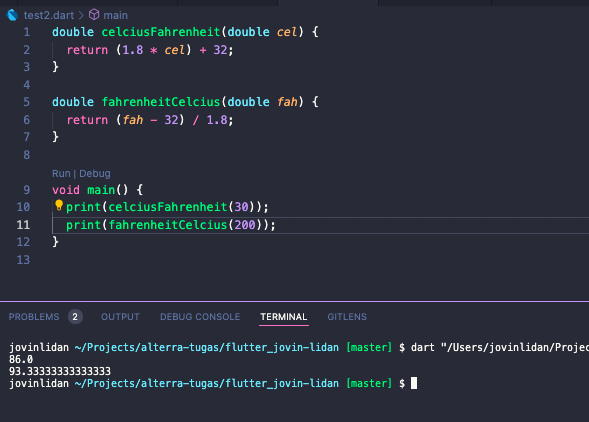 test2.dart > main
1 double celciusFahrenheit(double cel) {
2 return (1.8 * cel) + 32;
3 }
4
5 double fahrenheitCelcius(double fah) {
6 return (fah - 32) / 1.8;
7 }
8
Run | Debug
9 void main() {
10 print(celciusFahrenheit(30));
11 print(fahrenheitCelcius(200));
12 }
13
PROBLEMS 2 OUTPUT DEBUG CONSOLE TERMINAL GITLENS
jovinlidan ~/Projects/alterra-tugas/flutter_jovin-lidan [master] $ dart "/Users/jovinlidan/Projec
86.0
93.33333333333333
jovinlidan ~/Projects/alterra-tugas/flutter_jovin-lidan [master] $